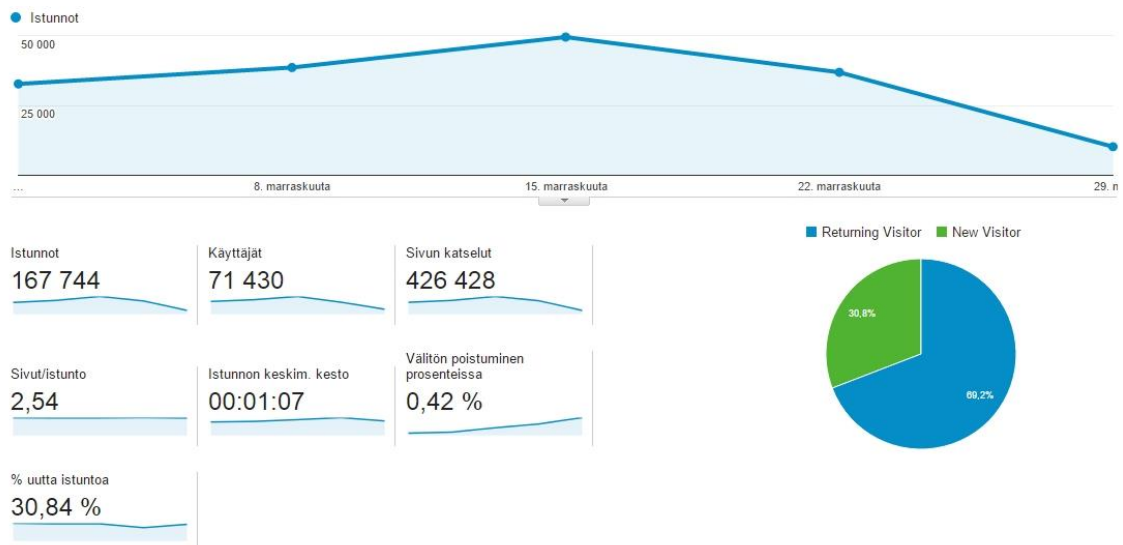 Istunnot
50 000
25 000
...
8. marraskuuta
15. marraskuuta
22. marraskuuta
29. n
Returning Visitor
New Visitor
Istunnot
167 744
Käyttäjät
71 430
Sivun katselut
426 428
30,8%
69,2%
Sivut/istunto
2,54
Istunnon keskim. kesto
00:01:07
Välitön poistuminen
prosenteissa
0,42 %
% uutta istuntoa
30,84 %